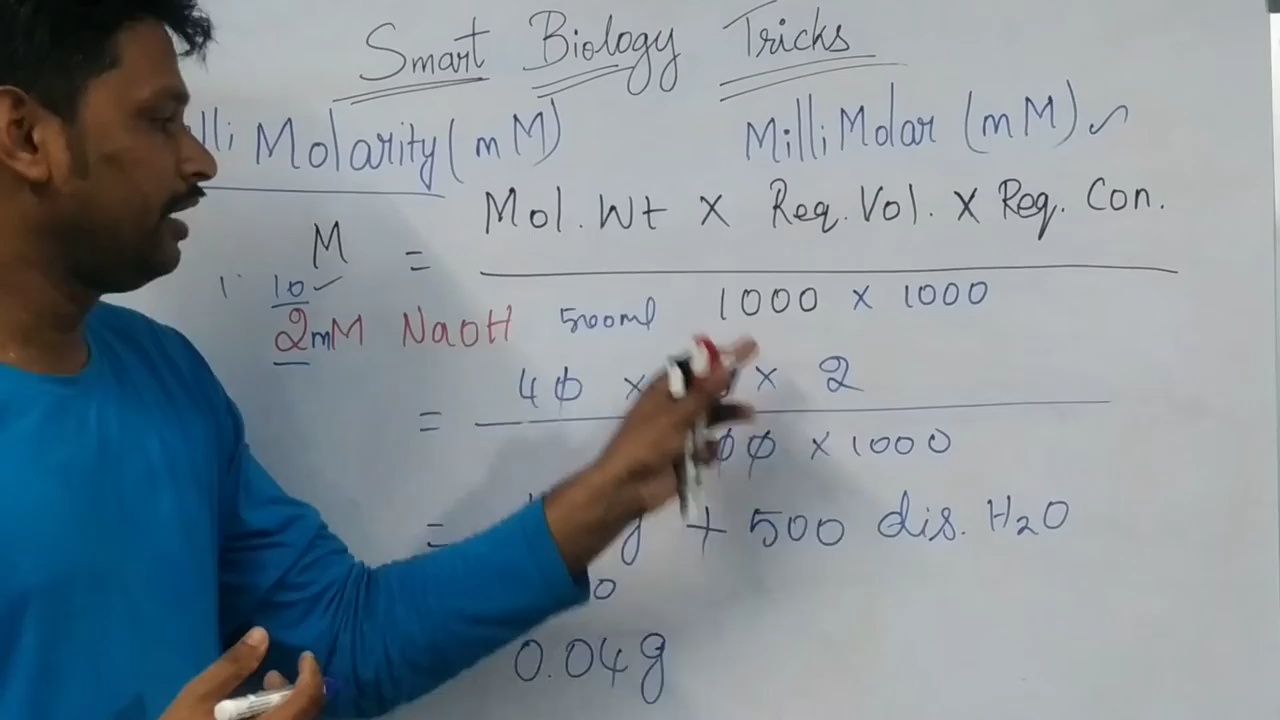 Smart Biology Tricks
Molarity (mM) MilliMolar (mM)
Mol. Wt x Req. Vol. x Req. Con.
M =
1000 x 1000
10
2mM NaOH 500ml
= 40 x x 2
00 x 1000
= g + 500 dis. H2O
0.04g